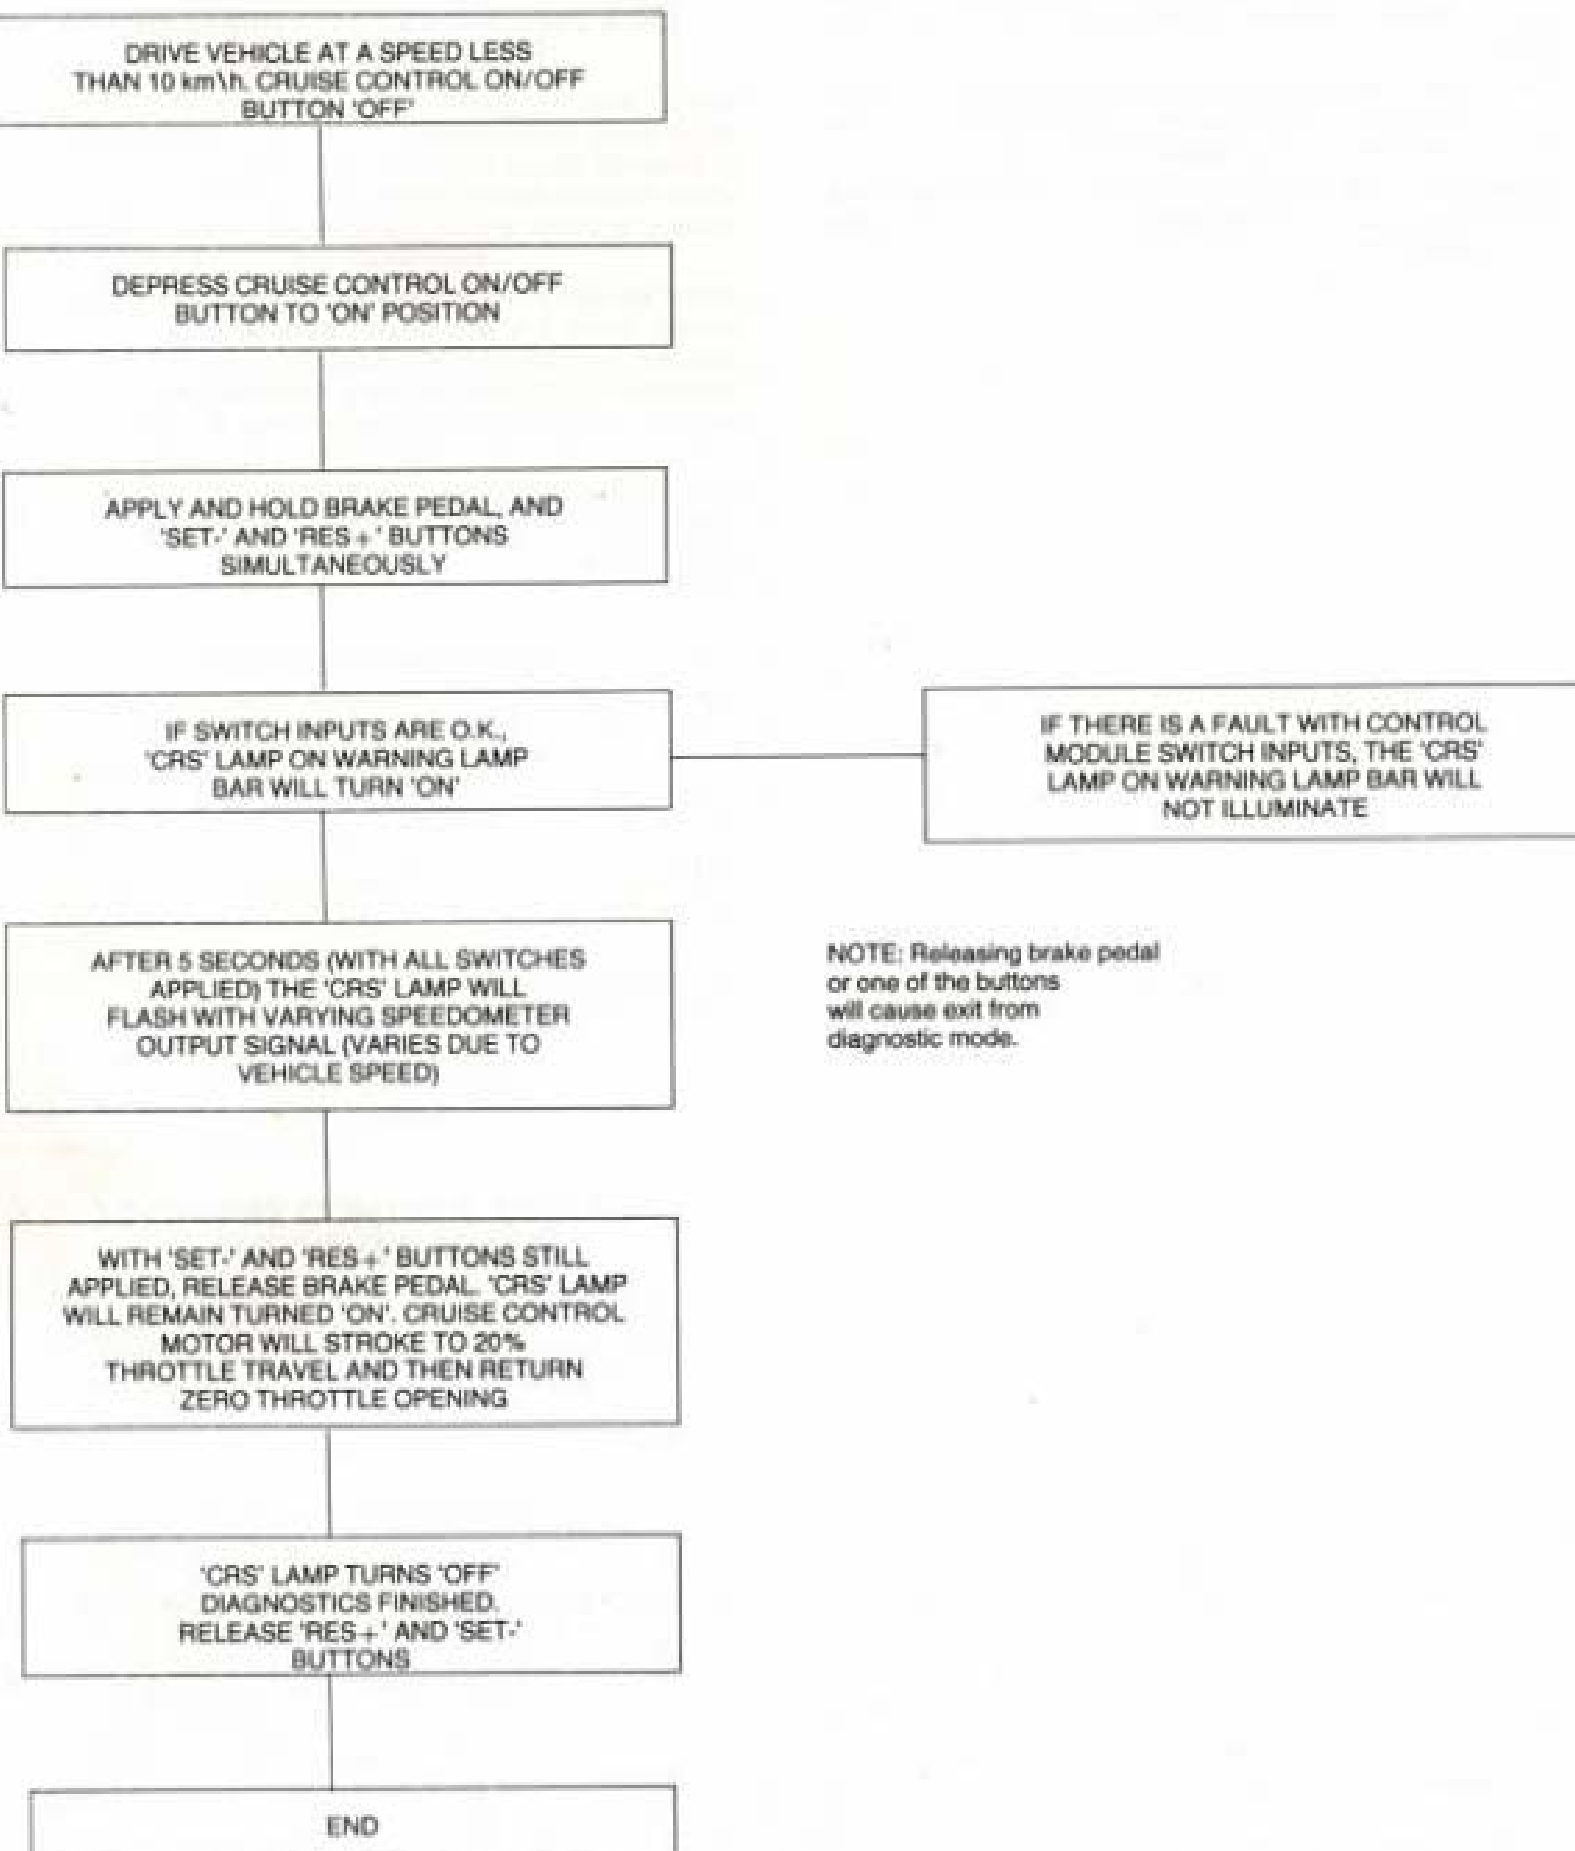 DRIVE VEHICLE AT A SPEED LESS
THAN 10 km\h. CRUISE CONTROL ON/OFF
BUTTON 'OFF'
DEPRESS CRUISE CONTROL ON/OFF
BUTTON TO 'ON' POSITION
APPLY AND HOLD BRAKE PEDAL, AND
'SET-' AND 'RES+' BUTTONS
SIMULTANEOUSLY
IF SWITCH INPUTS ARE O.K.,
'CRS' LAMP ON WARNING LAMP
BAR WILL TURN 'ON'
IF THERE IS A FAULT WITH CONTROL
MODULE SWITCH INPUTS, THE 'CRS'
LAMP ON WARNING LAMP BAR WILL
NOT ILLUMINATE
AFTER 5 SECONDS (WITH ALL SWITCHES
APPLIED) THE 'CRS' LAMP WILL
FLASH WITH VARYING SPEEDOMETER
OUTPUT SIGNAL (VARIES DUE TO
VEHICLE SPEED)
NOTE: Releasing brake pedal
or one of the buttons
will cause exit from
diagnostic mode.
WITH 'SET-' AND 'RES+' BUTTONS STILL
APPLIED, RELEASE BRAKE PEDAL. 'CRS' LAMP
WILL REMAIN TURNED 'ON'. CRUISE CONTROL
MOTOR WILL STROKE TO 20%
THROTTLE TRAVEL AND THEN RETURN
ZERO THROTTLE OPENING
'CRS' LAMP TURNS 'OFF'
DIAGNOSTICS FINISHED.
RELEASE 'RES+' AND 'SET-'
BUTTONS
END